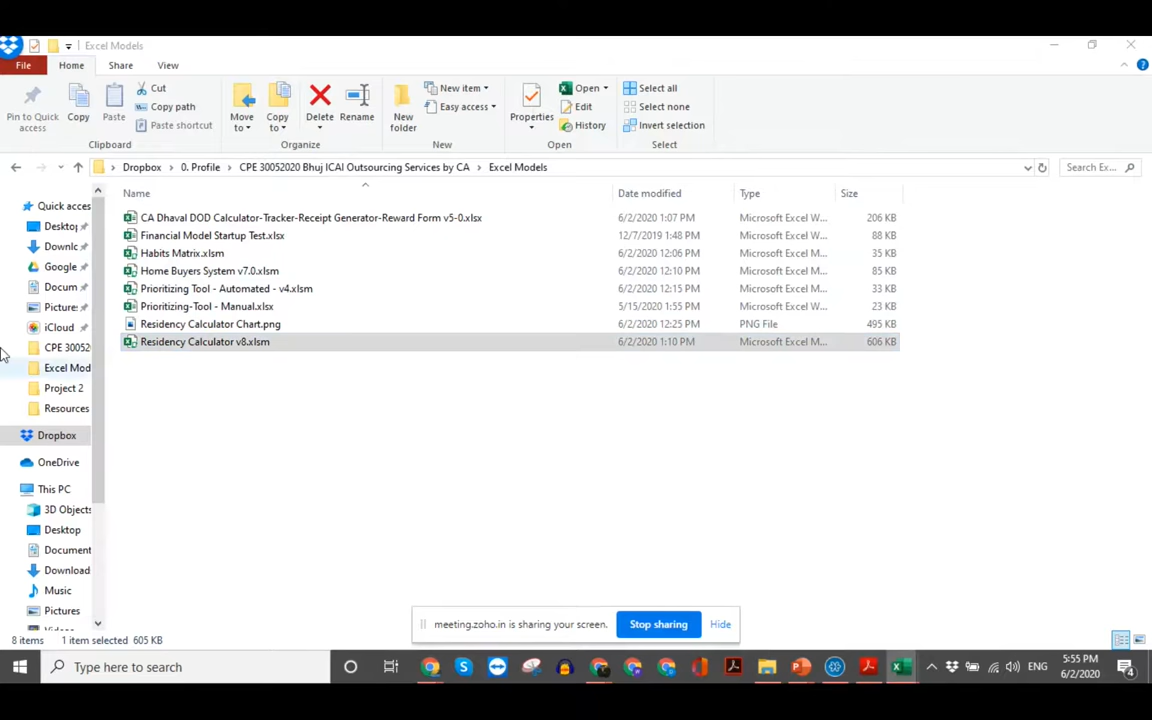 Excel Models
File Home Share View
Pin to Quick access
Copy
Paste
Cut
Copy path
Paste shortcut
Clipboard
Move to
Copy to
Delete
Rename
Organize
New folder
New item
Easy access
New
Properties
Open
Edit
History
Open
Select all
Select none
Invert selection
Select
Dropbox > 0. Profile > CPE 30052020 Bhuj ICAI Outsourcing Services by CA > Excel Models
Search Ex...
Name Date modified Type Size
CA Dhaval DOD Calculator-Tracker-Receipt Generator-Reward Form v5-0.xlsx 6/2/2020 1:07 PM Microsoft Excel W... 206 KB
Financial Model Startup Test.xlsx 12/7/2019 1:48 PM Microsoft Excel W... 88 KB
Habits Matrix.xlsm 6/2/2020 12:06 PM Microsoft Excel M... 35 KB
Home Buyers System v7.0.xlsm 6/2/2020 12:10 PM Microsoft Excel M... 85 KB
Prioritizing Tool - Automated - v4.xlsm 6/2/2020 12:15 PM Microsoft Excel M... 33 KB
Prioritizing-Tool - Manual.xlsx 5/15/2020 1:55 PM Microsoft Excel W... 23 KB
Residency Calculator Chart.png 6/2/2020 12:25 PM PNG File 495 KB
Residency Calculator v8.xlsm 6/2/2020 1:10 PM Microsoft Excel M... 606 KB
Quick acces
Desktop
Downlc
Google
Docum
Picture
iCloud
CPE 30052
Excel Mod
Project 2
Resources
Dropbox
OneDrive
This PC
3D Objects
Desktop
Document
Download
Music
Pictures
8 items 1 item selected 605 KB
meeting.zoho.in is sharing your screen. Stop sharing Hide
Type here to search
ENG
5:55 PM
6/2/2020
4